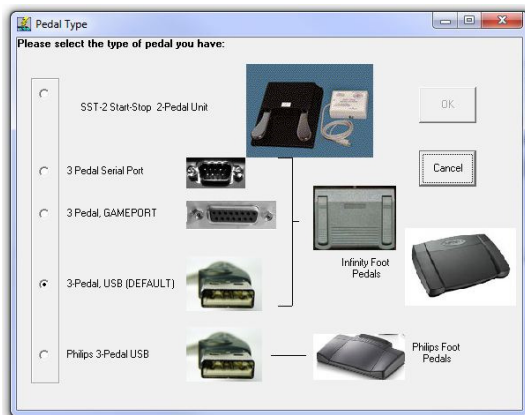 Pedal Type
Please select the type of pedal you have:
SST-2 Start-Stop 2-Pedal Unit
OK
3 Pedal Serial Port
Cancel
3 Pedal, GAMEPORT
Infinity Foot
Pedals
3-Pedal, USB (DEFAULT)
Philips 3-Pedal USB
Philips Foot
Pedals